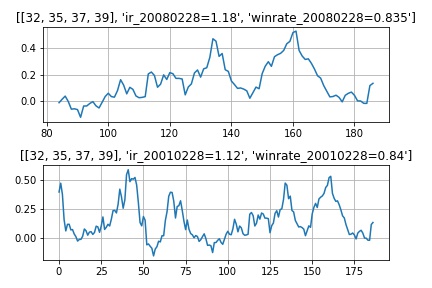 [[32, 35, 37, 39], 'ir_20080228=1.18', 'winrate_20080228=0.835']
0.4
0.2
0.0
80 100 120 140 160 180
[[32, 35, 37, 39], 'ir_20010228=1.12', 'winrate_20010228=0.84']
0.50
0.25
0.00
0 25 50 75 100 125 150 175